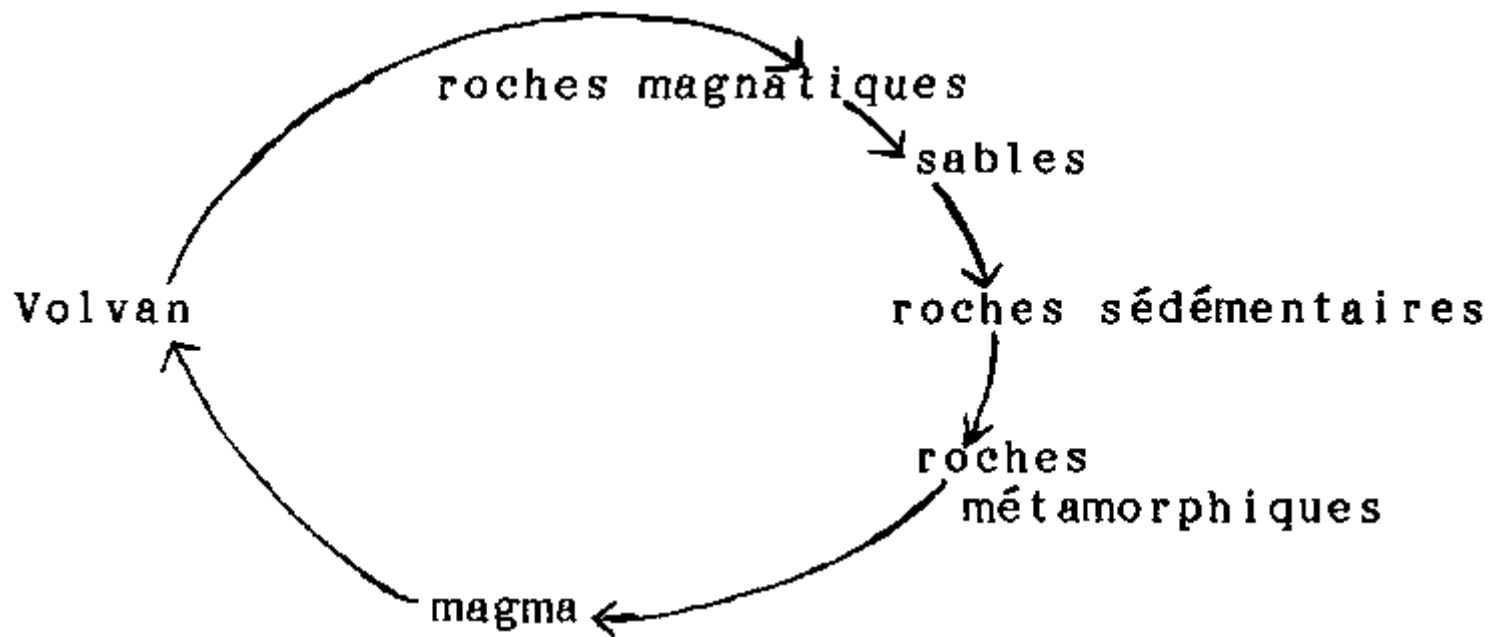 roches magnatiques
sables
Volvan
roches sédémentaires
roches
métamorphiques
magma